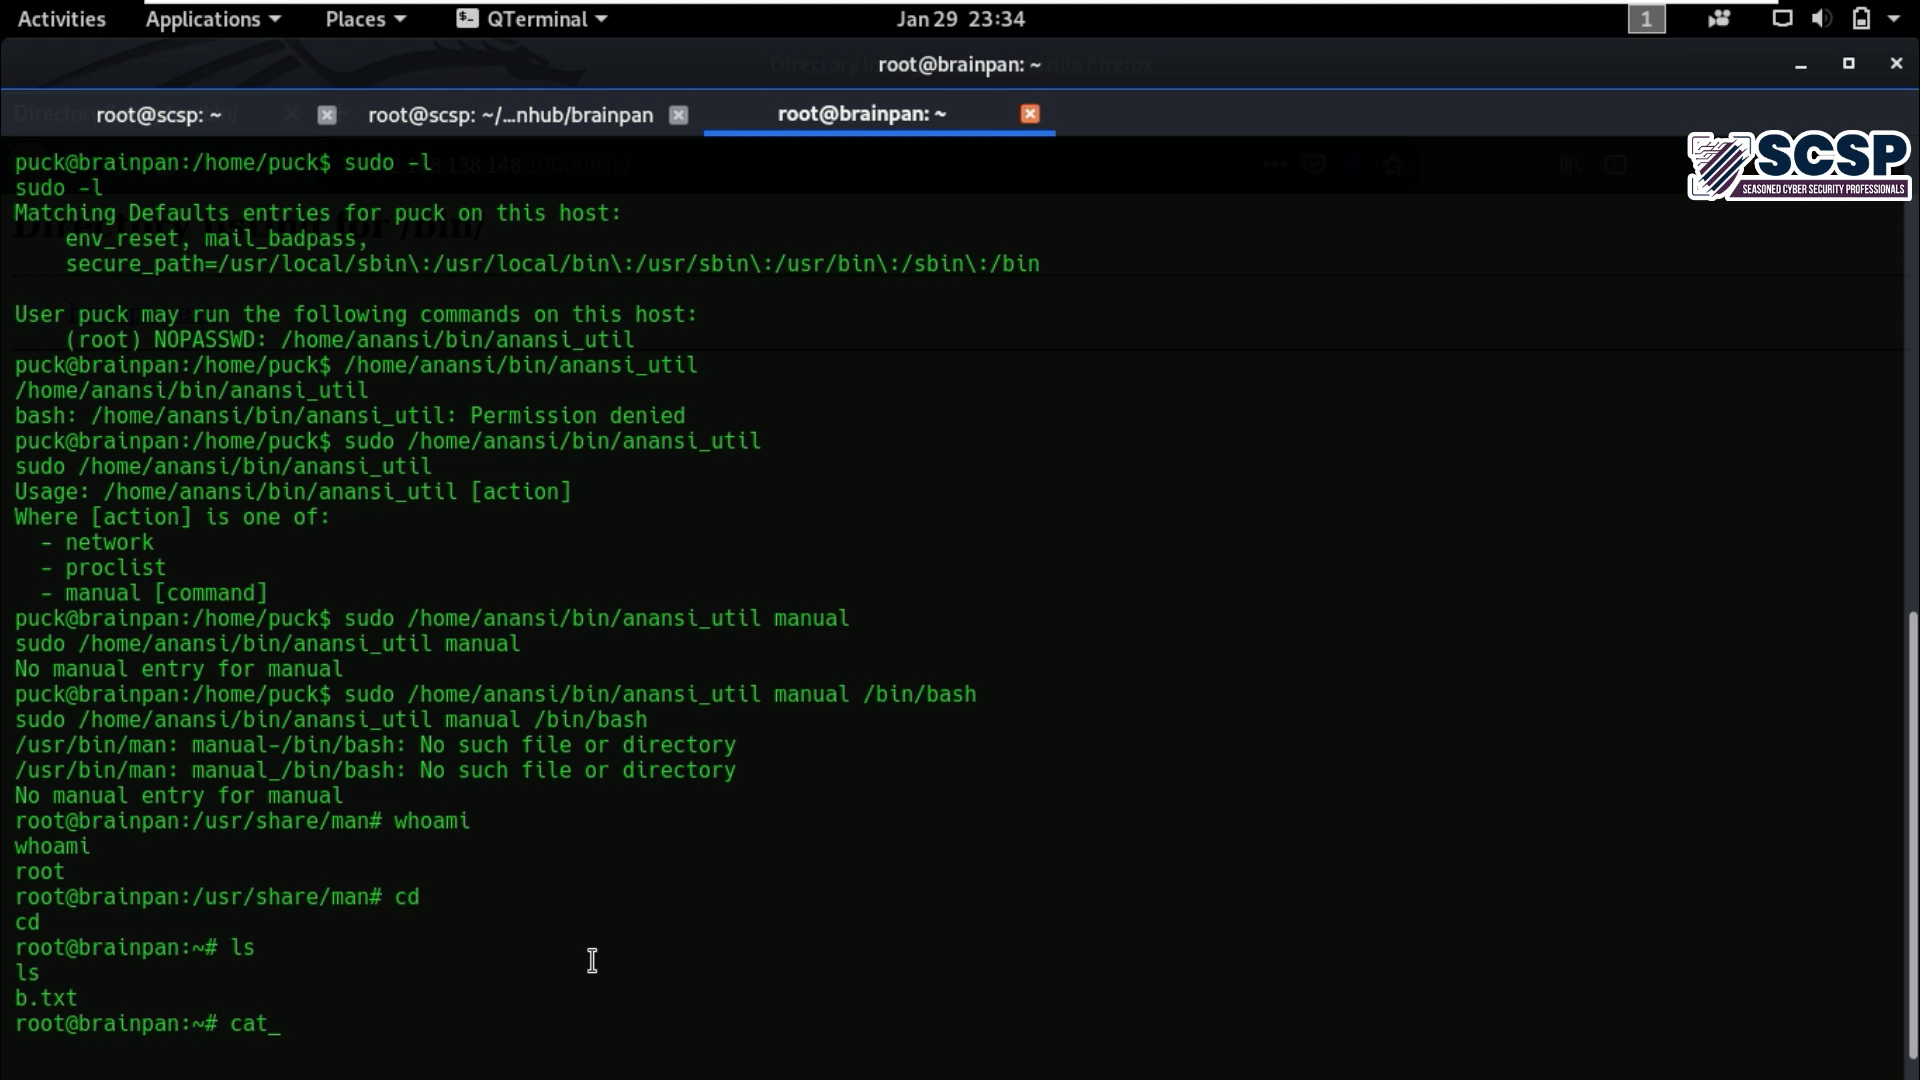 Activities Applications Places QTerminal Jan 29 23:34 1
root@brainpan: ~
root@scsp: ~ root@scsp: ~/...nhub/brainpan root@brainpan: ~
SCSP
SEASONED CYBER SECURITY PROFESSIONALS
puck@brainpan:/home/puck$ sudo -l
sudo -l
Matching Defaults entries for puck on this host:
    env_reset, mail_badpass,
    secure_path=/usr/local/sbin\:/usr/local/bin\:/usr/sbin\:/usr/bin\:/sbin\:/bin
User puck may run the following commands on this host:
    (root) NOPASSWD: /home/anansi/bin/anansi_util
puck@brainpan:/home/puck$ /home/anansi/bin/anansi_util
/home/anansi/bin/anansi_util
bash: /home/anansi/bin/anansi_util: Permission denied
puck@brainpan:/home/puck$ sudo /home/anansi/bin/anansi_util
sudo /home/anansi/bin/anansi_util
Usage: /home/anansi/bin/anansi_util [action]
Where [action] is one of:
  - network
  - proclist
  - manual [command]
puck@brainpan:/home/puck$ sudo /home/anansi/bin/anansi_util manual
sudo /home/anansi/bin/anansi_util manual
No manual entry for manual
puck@brainpan:/home/puck$ sudo /home/anansi/bin/anansi_util manual /bin/bash
sudo /home/anansi/bin/anansi_util manual /bin/bash
/usr/bin/man: manual-/bin/bash: No such file or directory
/usr/bin/man: manual_/bin/bash: No such file or directory
No manual entry for manual
root@brainpan:/usr/share/man# whoami
whoami
root
root@brainpan:/usr/share/man# cd
cd
root@brainpan:~# ls
ls
b.txt
root@brainpan:~# cat_